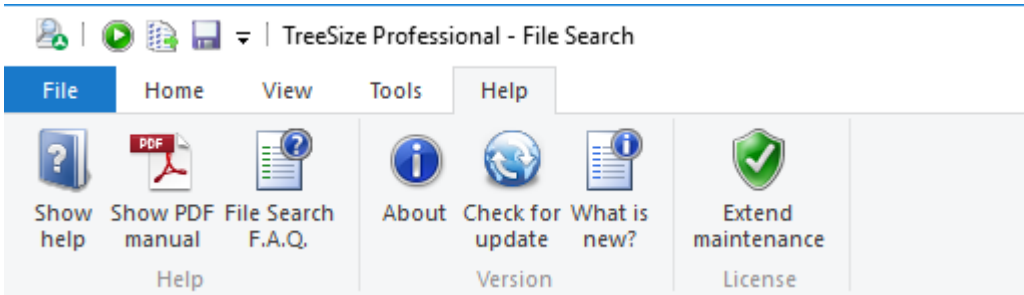 TreeSize Professional - File Search
File Home View Tools Help
PDF
Show help
Show PDF manual
File Search F.A.Q.
About
Check for update
What is new?
Extend maintenance
Help Version License